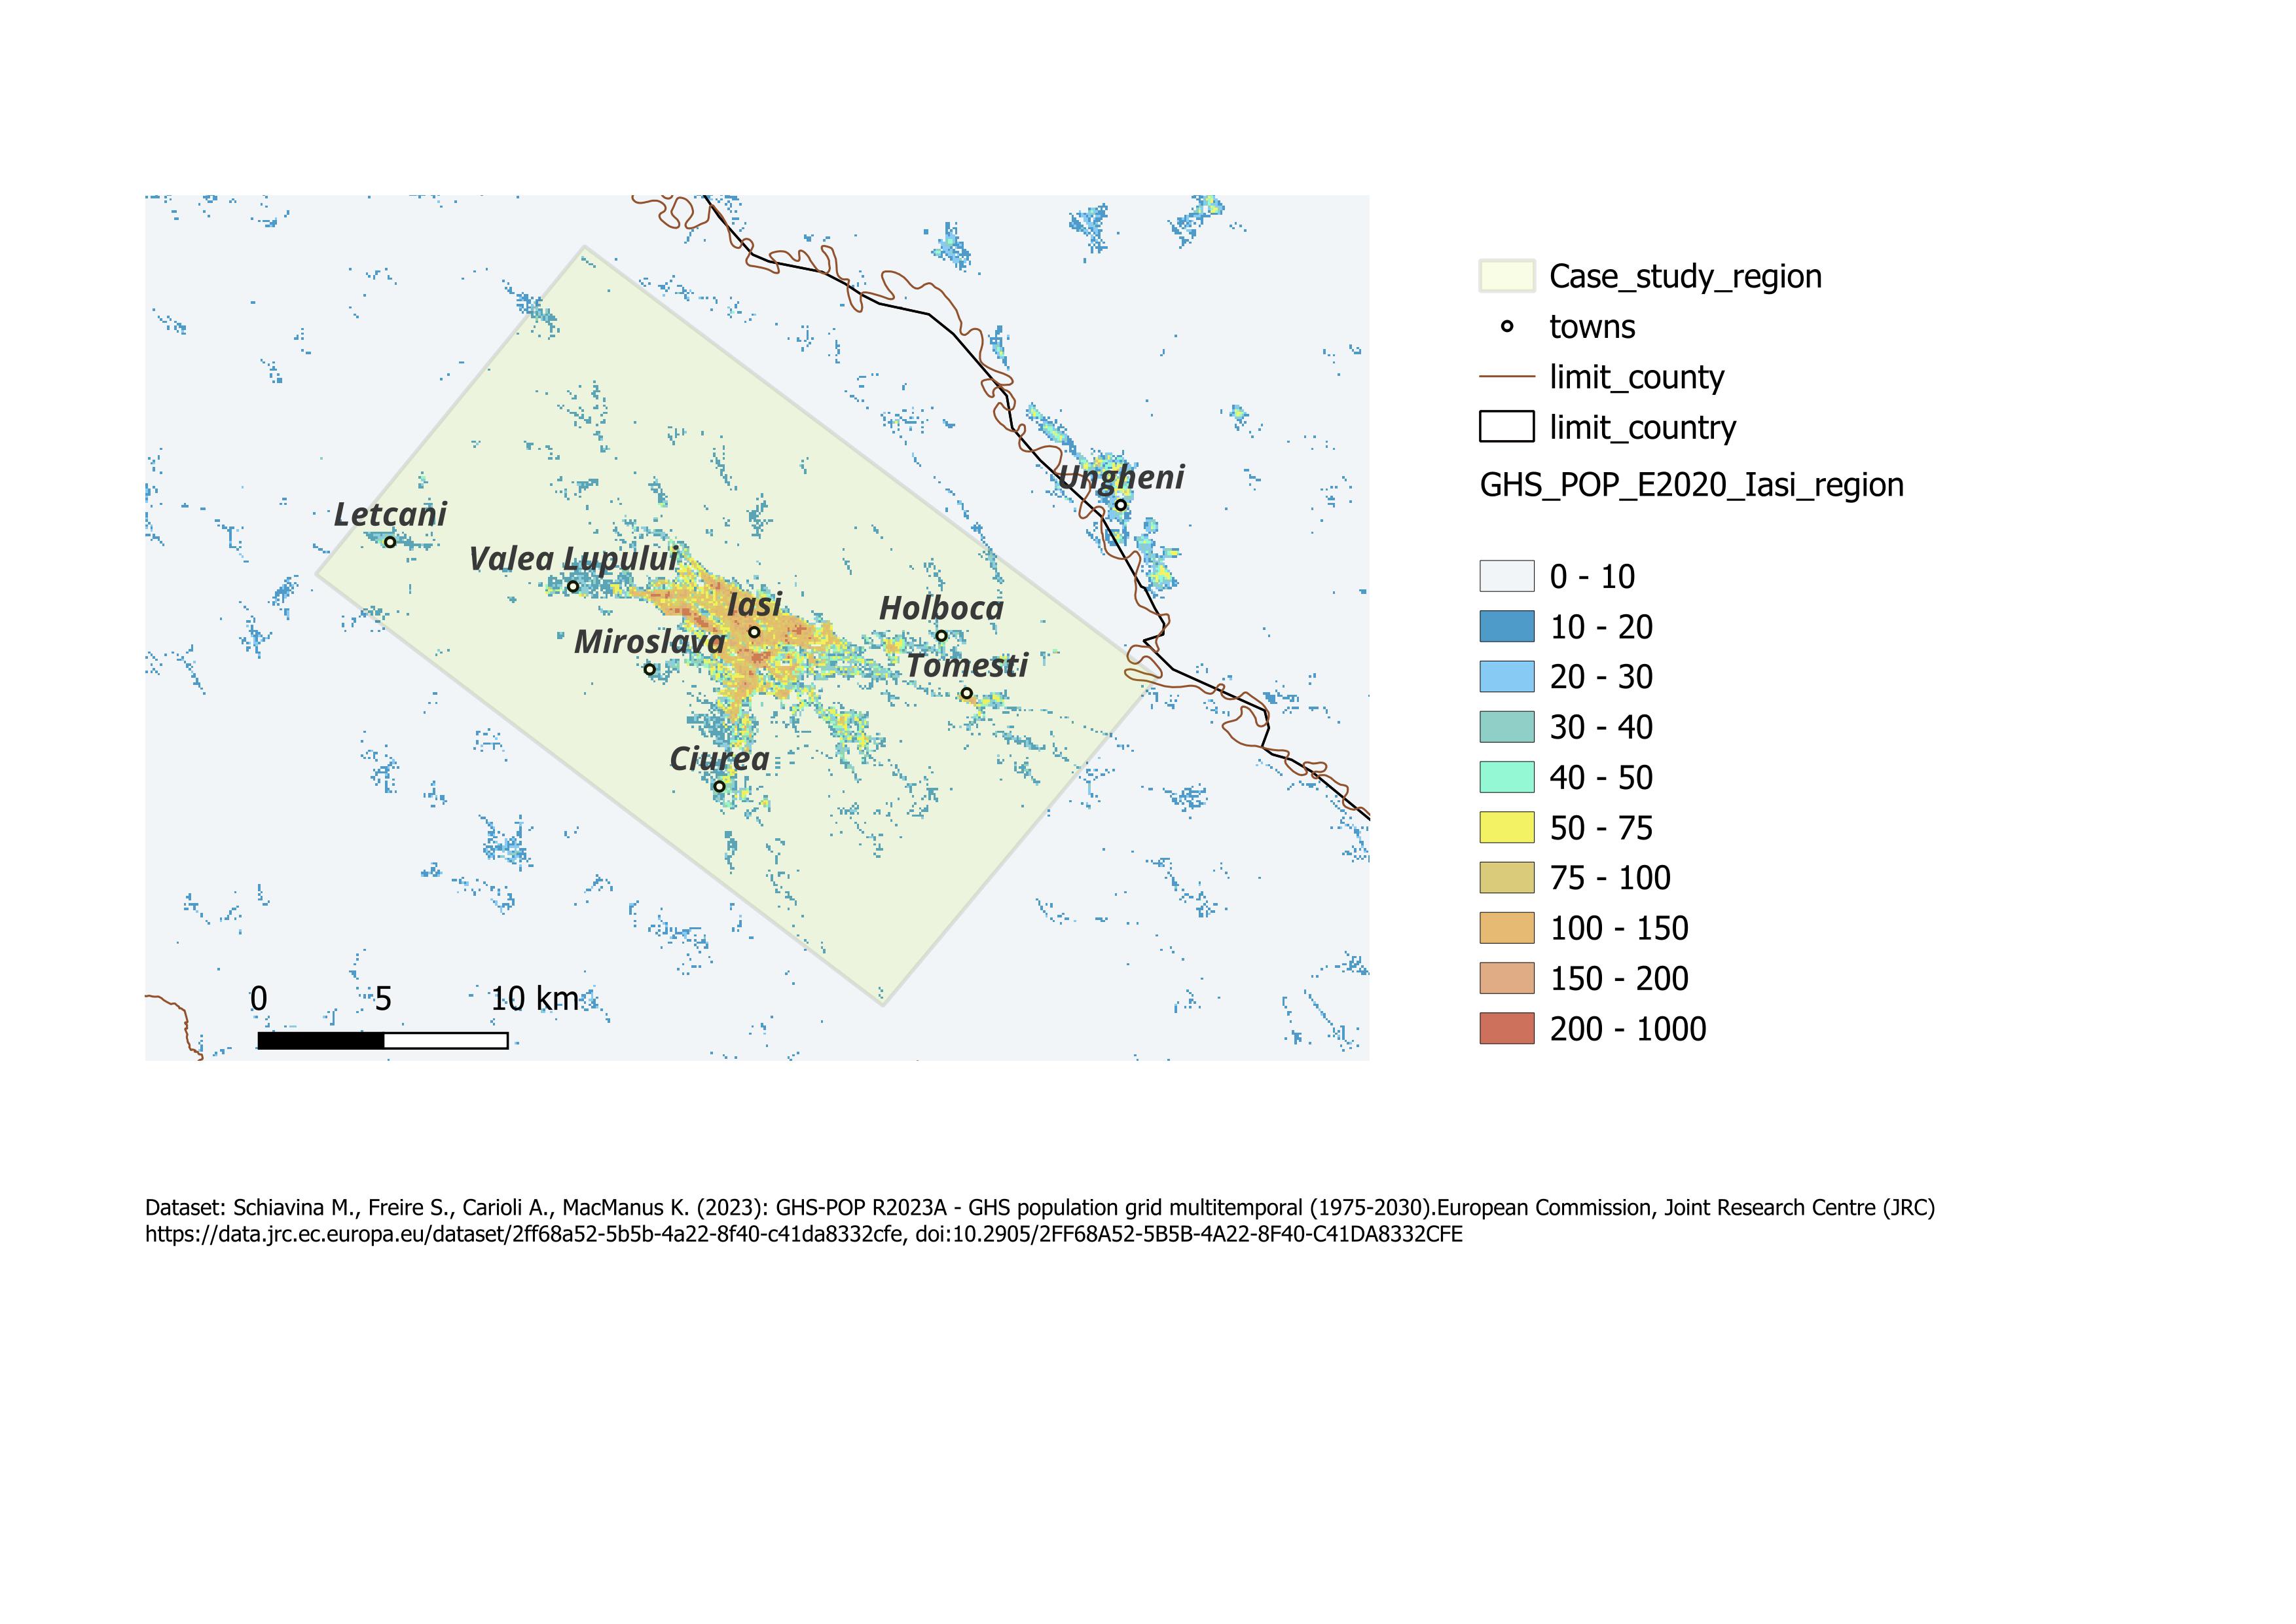 Letcani
Valea Lupului
Iasi
Miroslava
Holboca
Tomesti
Ciurea
Ungheni
0 5 10 km
Case_study_region
towns
limit_county
limit_country
GHS_POP_E2020_Iasi_region
0 - 10
10 - 20
20 - 30
30 - 40
40 - 50
50 - 75
75 - 100
100 - 150
150 - 200
200 - 1000
Dataset: Schiavina M., Freire S., Carioli A., MacManus K. (2023): GHS-POP R2023A - GHS population grid multitemporal (1975-2030).European Commission, Joint Research Centre (JRC)
https://data.jrc.ec.europa.eu/dataset/2ff68a52-5b5b-4a22-8f40-c41da8332cfe, doi:10.2905/2FF68A52-5B5B-4A22-8F40-C41DA8332CFE